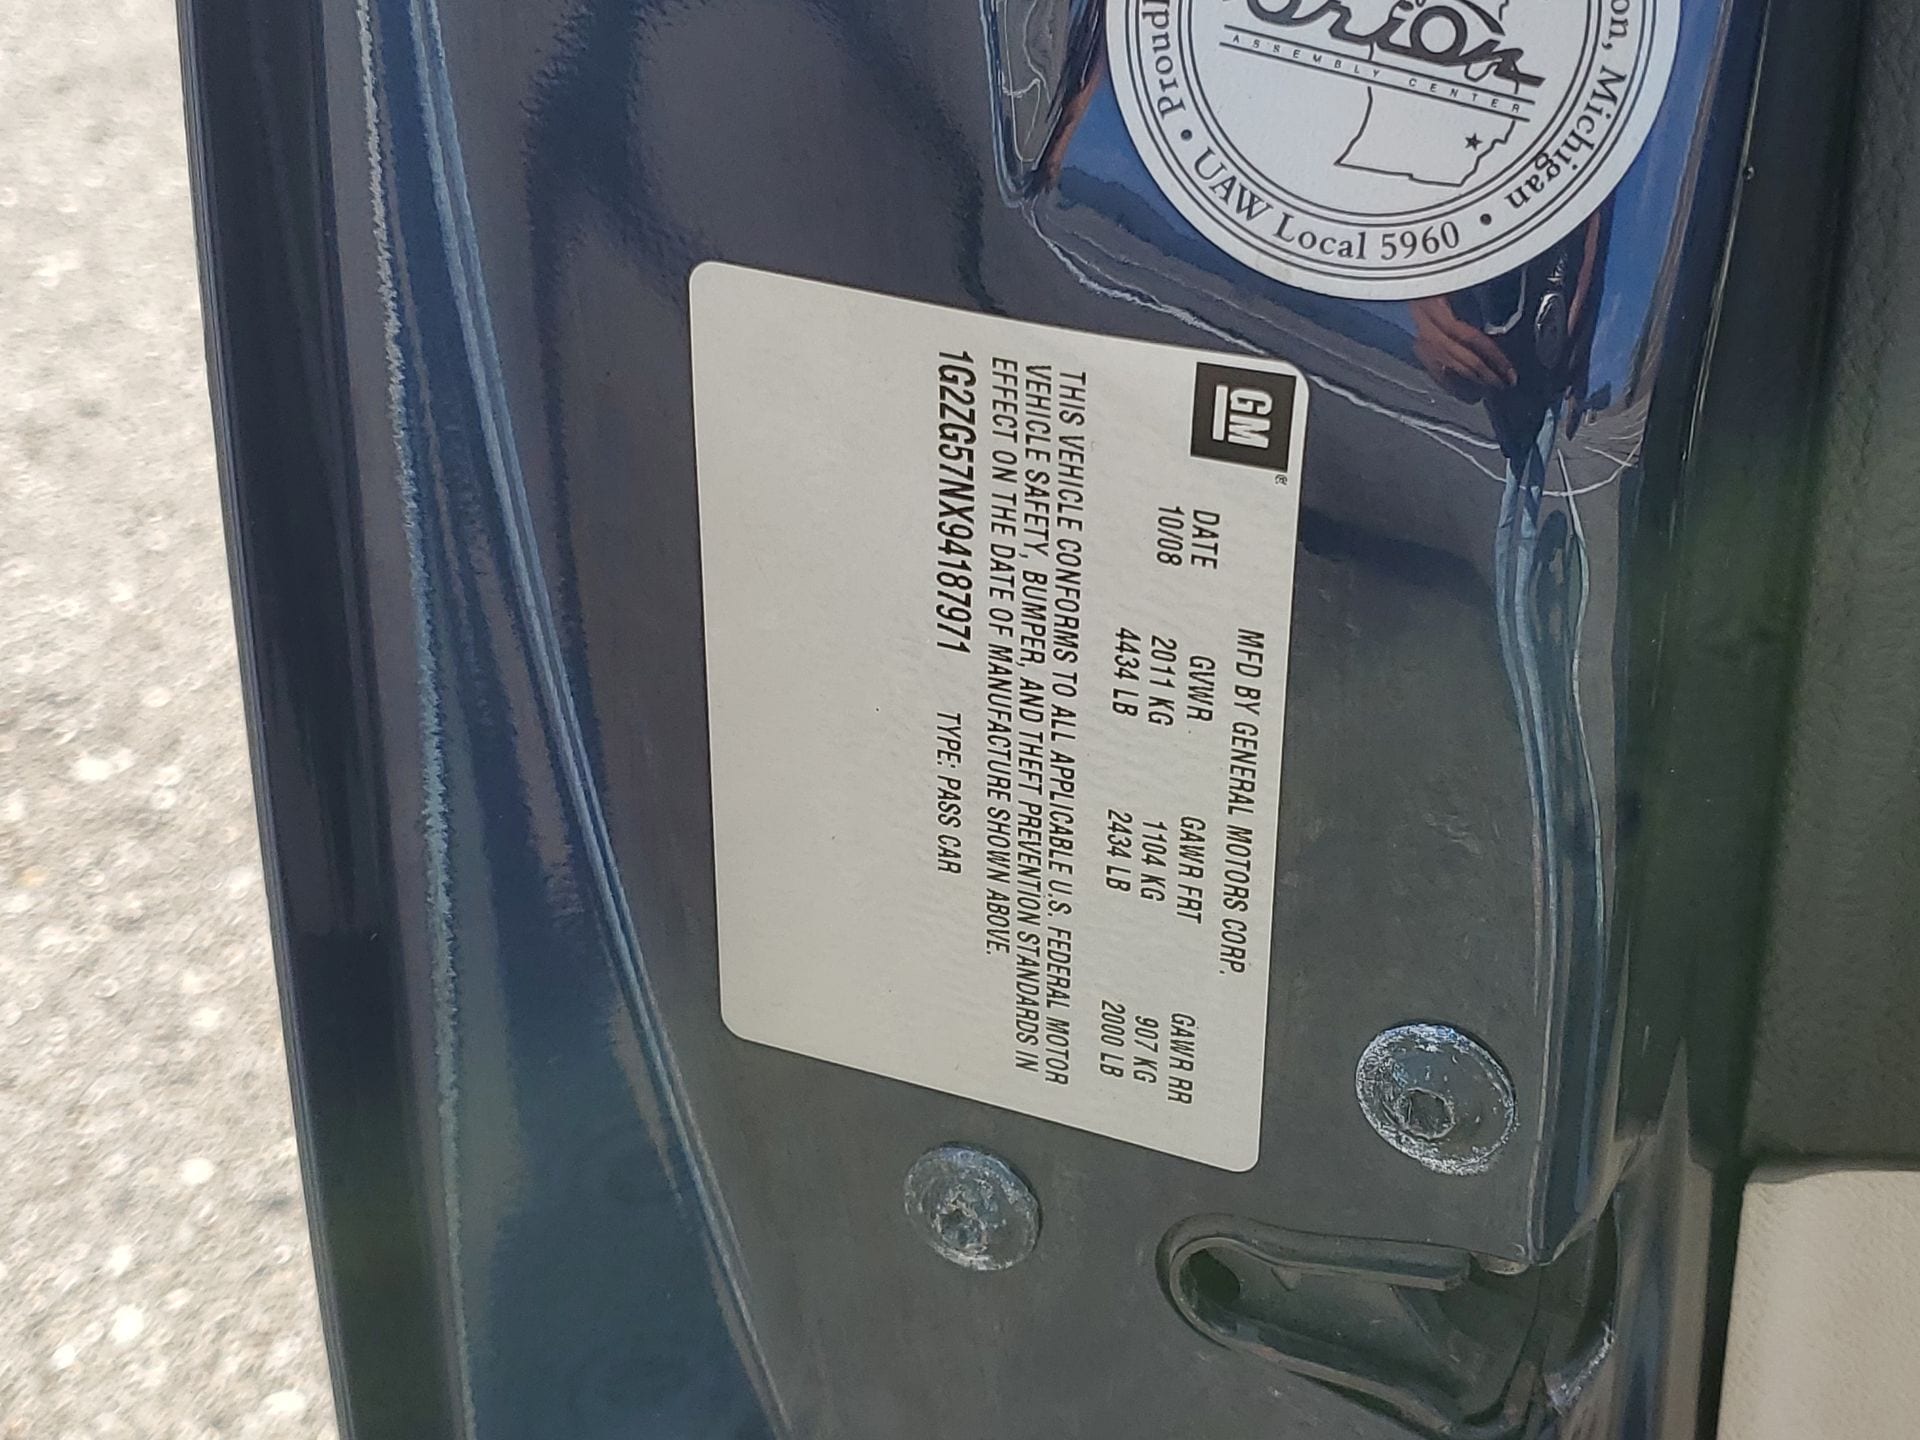 Orion
ASSEMBLY CENTER
Michigan • UAW Local 5960 •
GM®
MFD BY GENERAL MOTORS CORP.
DATE GVWR GAWR FRT GAWR RR
10/08 2011 KG 1104 KG 907 KG
4434 LB 2434 LB 2000 LB
THIS VEHICLE CONFORMS TO ALL APPLICABLE U.S. FEDERAL MOTOR
VEHICLE SAFETY, BUMPER, AND THEFT PREVENTION STANDARDS IN
EFFECT ON THE DATE OF MANUFACTURE SHOWN ABOVE.
1G2ZG57NX94187971 TYPE: PASS CAR